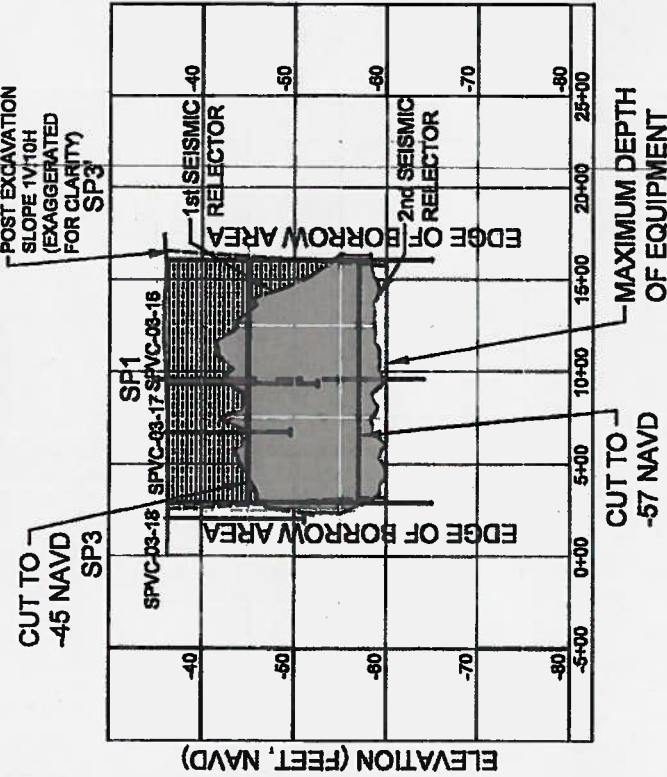 POST EXCAVATION
SLOPE 1V:10H
(EXAGGERATED
FOR CLARITY)
SP3'
CUT TO
-45 NAVD
SP3
SP1
SPVC-03-18
SPVC-03-17
SPVC-03-16
1st SEISMIC
RELECTOR
2nd SEISMIC
RELECTOR
EDGE OF BORROW AREA
EDGE OF BORROW AREA
-40
-50
-60
-70
-80
-40
-50
-60
-70
-80
-5+00
0+00
5+00
10+00
15+00
20+00
25+00
ELEVATION (FEET, NAVD)
CUT TO
-57 NAVD
MAXIMUM DEPTH
OF EQUIPMENT